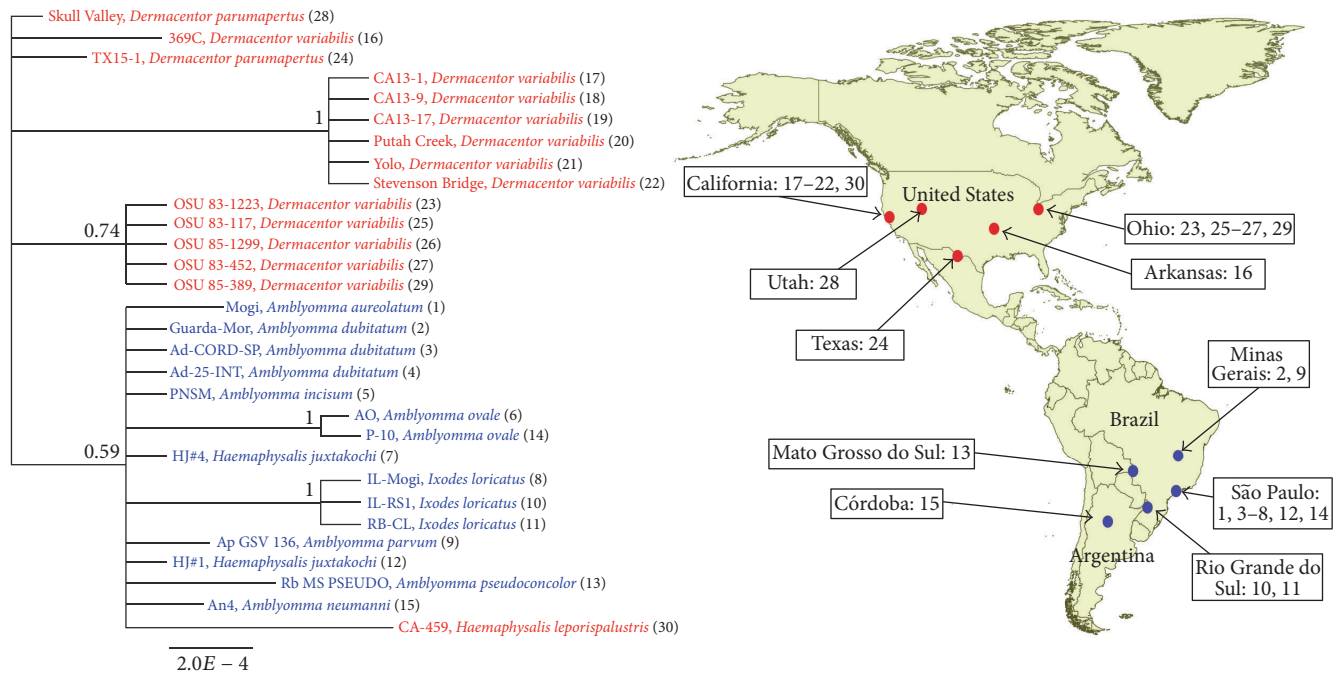 Skull Valley, Dermacentor parumapertus (28)
369C, Dermacentor variabilis (16)
TX15-1, Dermacentor parumapertus (24)
CA13-1, Dermacentor variabilis (17)
CA13-9, Dermacentor variabilis (18)
CA13-17, Dermacentor variabilis (19)
1
Putah Creek, Dermacentor variabilis (20)
Yolo, Dermacentor variabilis (21)
Stevenson Bridge, Dermacentor variabilis (22)
OSU 83-1223, Dermacentor variabilis (23)
OSU 83-117, Dermacentor variabilis (25)
0.74
OSU 85-1299, Dermacentor variabilis (26)
OSU 83-452, Dermacentor variabilis (27)
OSU 85-389, Dermacentor variabilis (29)
Mogi, Amblyomma aureolatum (1)
Guarda-Mor, Amblyomma dubitatum (2)
Ad-CORD-SP, Amblyomma dubitatum (3)
Ad-25-INT, Amblyomma dubitatum (4)
PNSM, Amblyomma incisum (5)
1
AO, Amblyomma ovale (6)
P-10, Amblyomma ovale (14)
0.59
HJ#4, Haemaphysalis juxtakochi (7)
1
IL-Mogi, Ixodes loricatus (8)
IL-RS1, Ixodes loricatus (10)
RB-CL, Ixodes loricatus (11)
Ap GSV 136, Amblyomma parvum (9)
HJ#1, Haemaphysalis juxtakochi (12)
Rb MS PSEUDO, Amblyomma pseudoconcolor (13)
An4, Amblyomma neumanni (15)
CA-459, Haemaphysalis leporispalustris (30)
2.0E – 4
California: 17–22, 30
United States
Ohio: 23, 25–27, 29
Utah: 28
Arkansas: 16
Texas: 24
Minas
Gerais: 2, 9
Brazil
Mato Grosso do Sul: 13
São Paulo:
1, 3–8, 12, 14
Córdoba: 15
Argentina
Rio Grande do
Sul: 10, 11